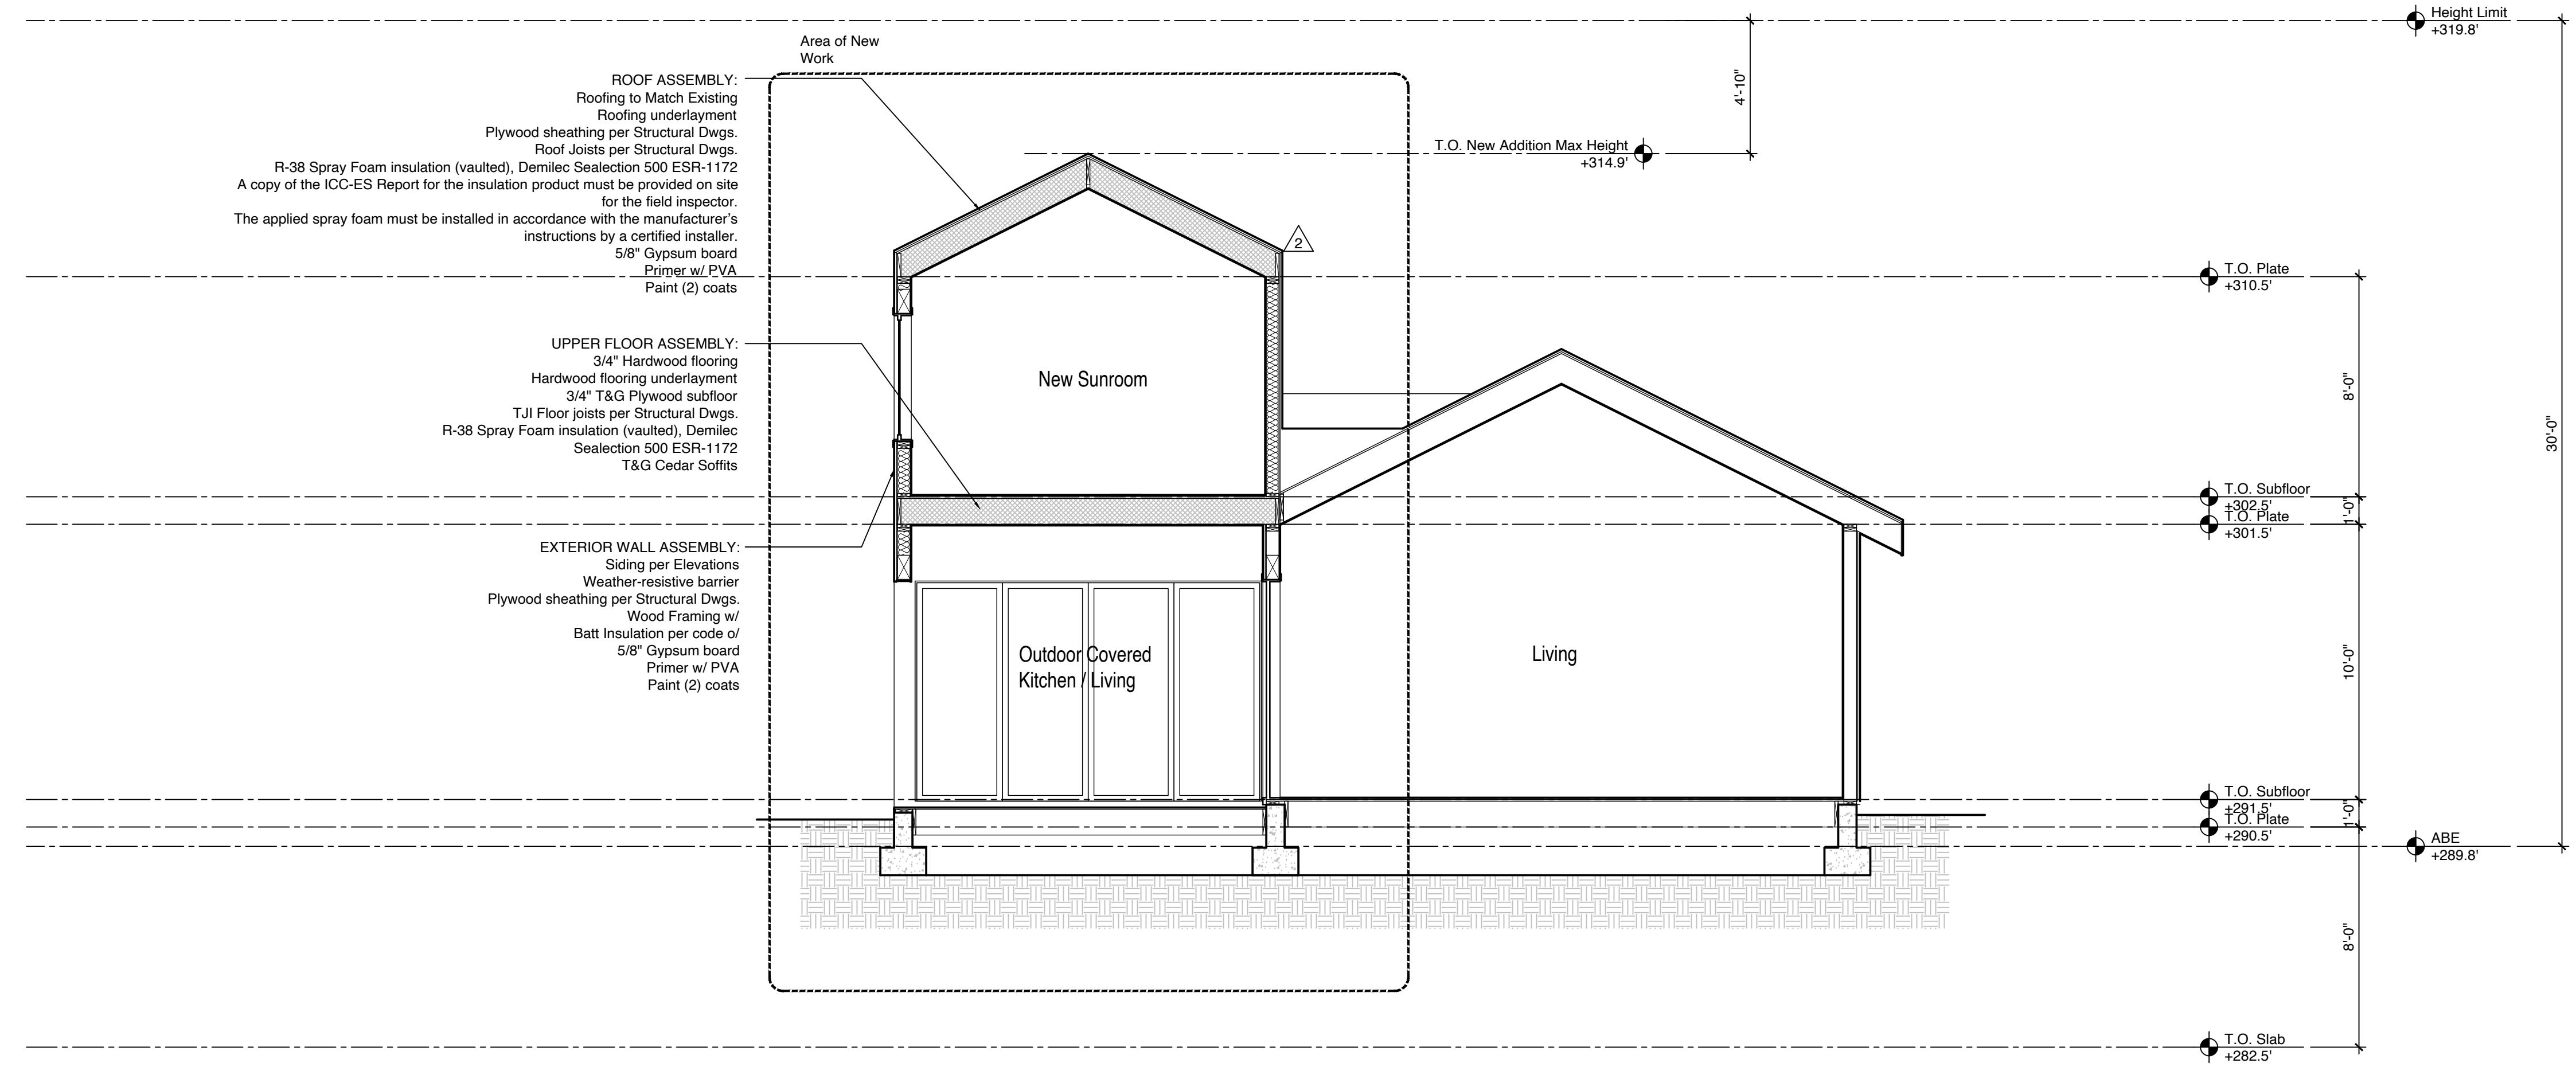 Height Limit
+319.8'
Area of New
Work
4'-10"
ROOF ASSEMBLY:
Roofing to Match Existing
Roofing underlayment
Plywood sheathing per Structural Dwgs.
Roof Joists per Structural Dwgs.
R-38 Spray Foam insulation (vaulted), Demilec Sealection 500 ESR-1172
A copy of the ICC-ES Report for the insulation product must be provided on site
for the field inspector.
The applied spray foam must be installed in accordance with the manufacturer's
instructions by a certified installer.
5/8" Gypsum board
Primer w/ PVA
Paint (2) coats
T.O. New Addition Max Height
+314.9'
2
T.O. Plate
+310.5'
UPPER FLOOR ASSEMBLY:
3/4" Hardwood flooring
Hardwood flooring underlayment
3/4" T&G Plywood subfloor
TJI Floor joists per Structural Dwgs.
R-38 Spray Foam insulation (vaulted), Demilec
Sealection 500 ESR-1172
T&G Cedar Soffits
New Sunroom
8'-0"
30'-0"
T.O. Subfloor
+302.5'
1'-0"
T.O. Plate
+301.5'
EXTERIOR WALL ASSEMBLY:
Siding per Elevations
Weather-resistive barrier
Plywood sheathing per Structural Dwgs.
Wood Framing w/
Batt Insulation per code o/
5/8" Gypsum board
Primer w/ PVA
Paint (2) coats
Outdoor Covered
Kitchen / Living
Living
10'-0"
T.O. Subfloor
+291.5'
1'-0"
T.O. Plate
+290.5'
ABE
+289.8'
8'-0"
T.O. Slab
+282.5'